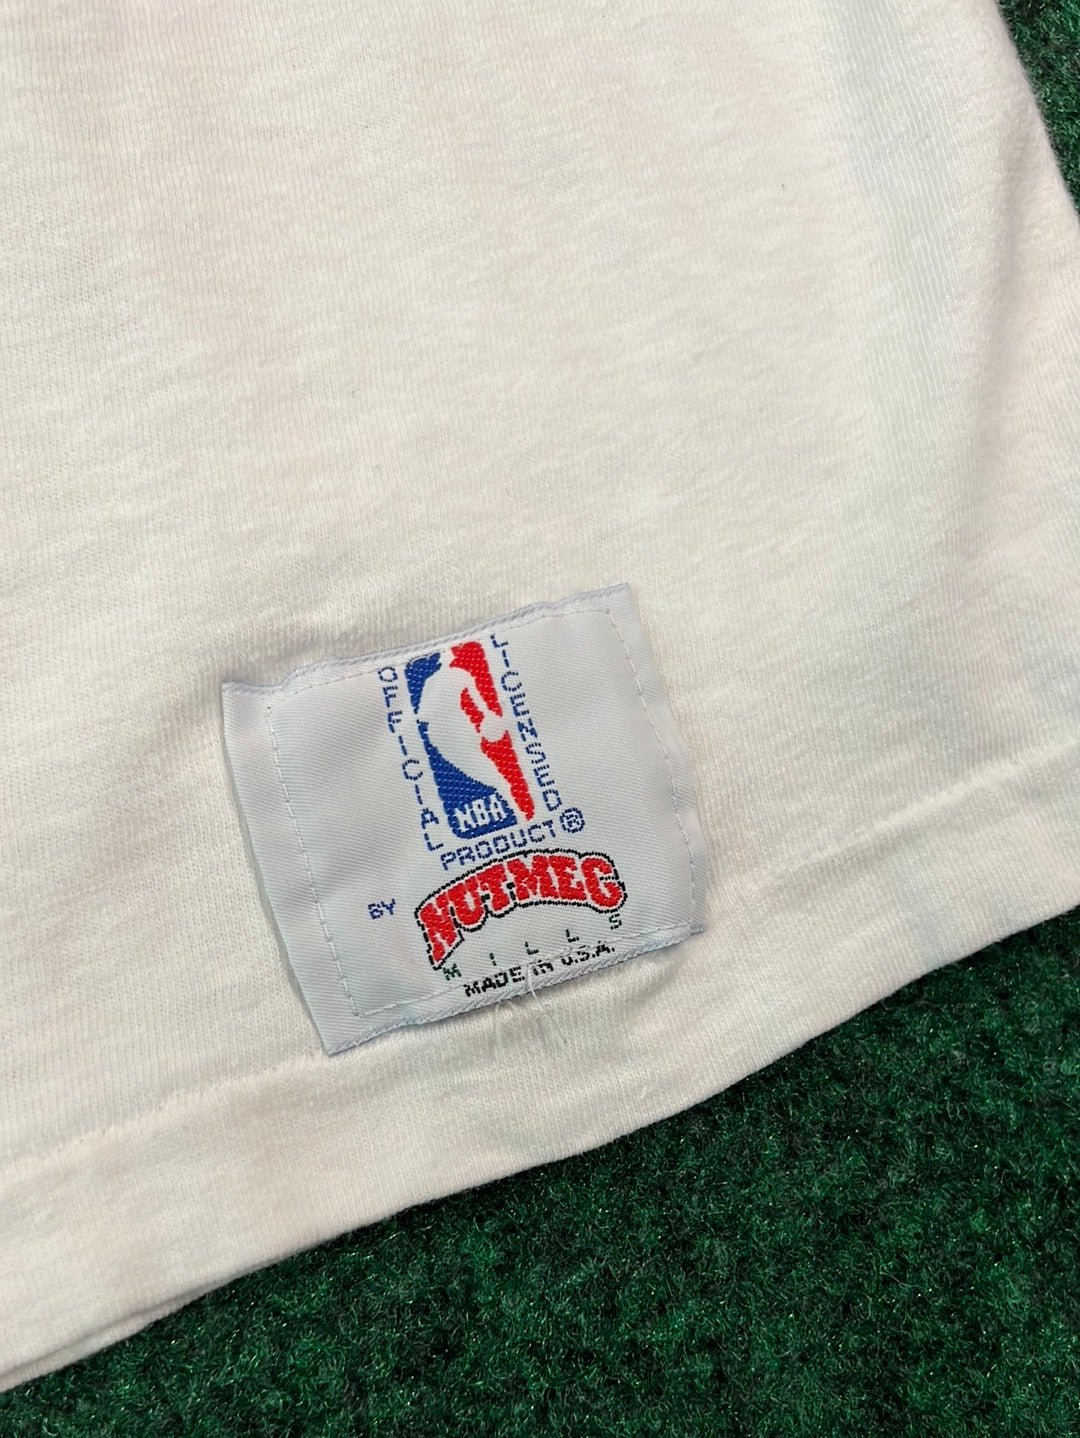 OFFICIAL
LICENSED
NBA
PRODUCT®
BY
NUTMEG
MILLS
MADE IN U.S.A.